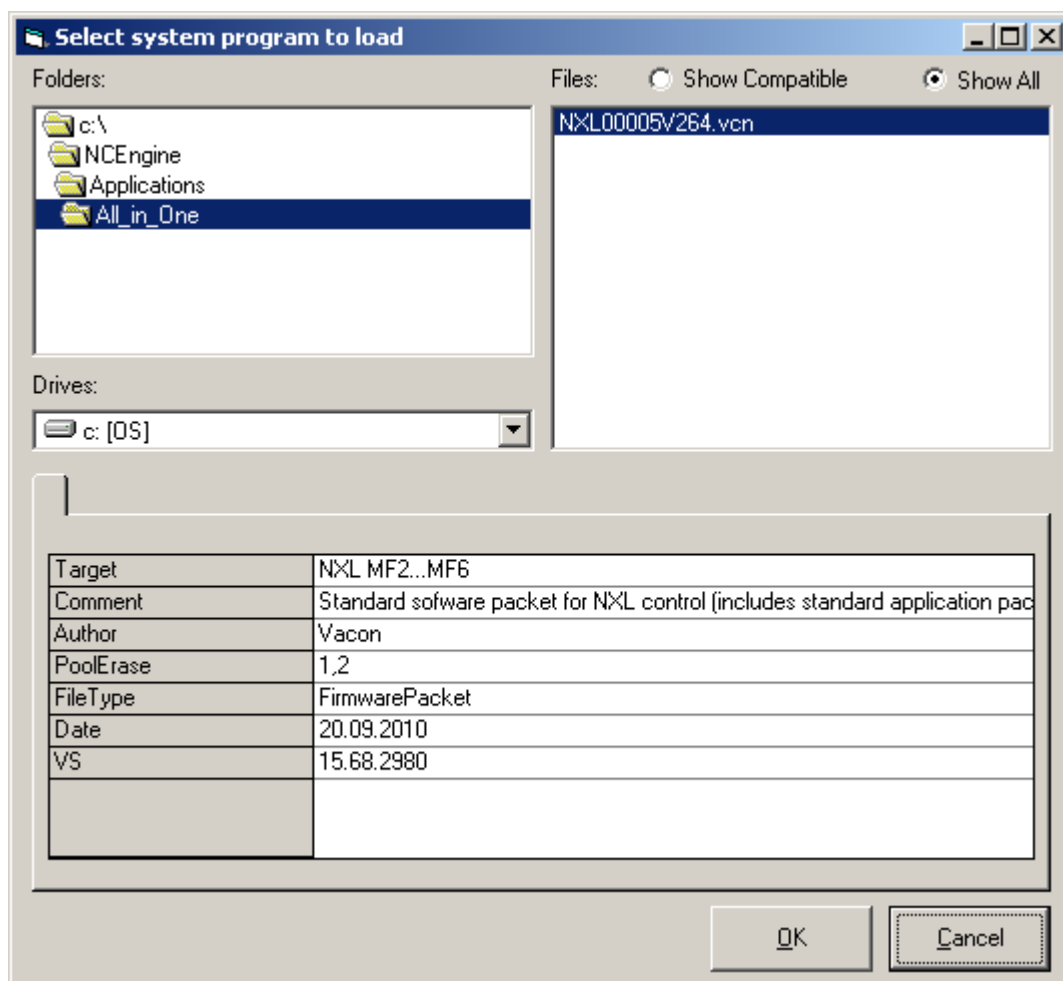 Select system program to load
Folders:
Files: Show Compatible Show All
c:\
NCEngine
Applications
All_in_One
NXL00005V264.vcn
Drives:
c: [OS]
Target NXL MF2...MF6
Comment Standard sofware packet for NXL control (includes standard application pac
Author Vacon
PoolErase 1,2
FileType FirmwarePacket
Date 20.09.2010
VS 15.68.2980
OK Cancel